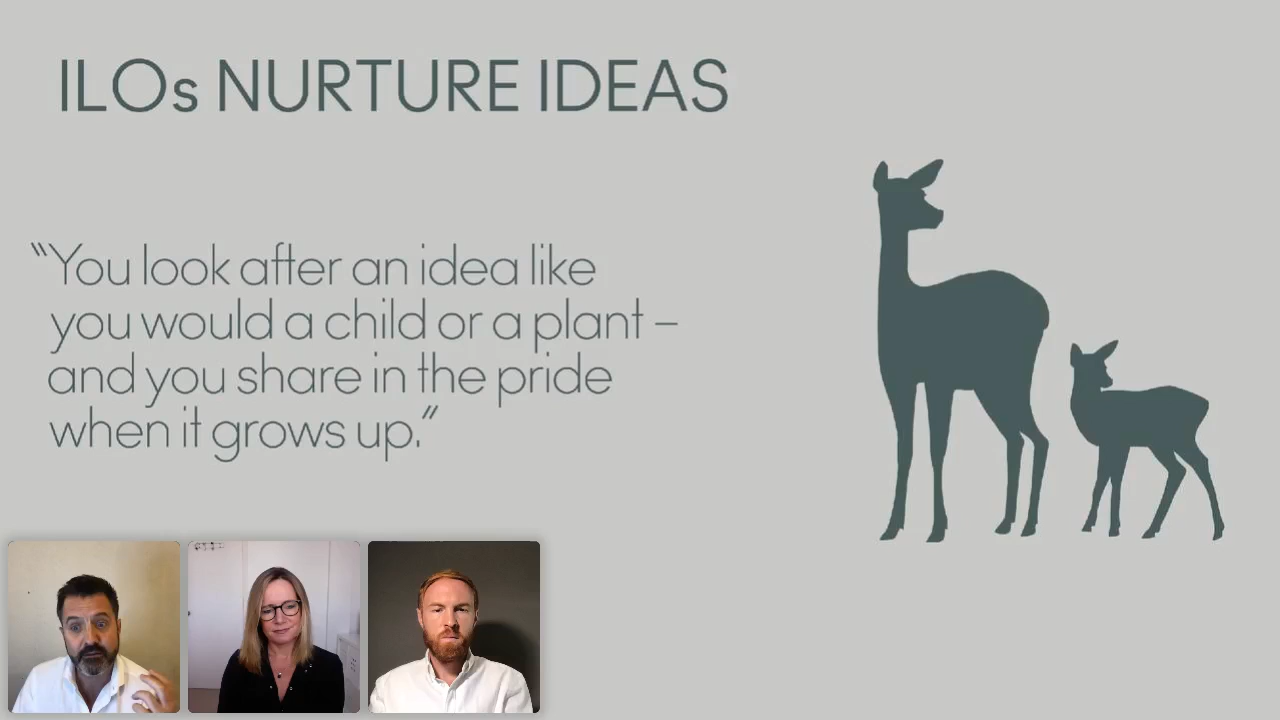 ILOs NURTURE IDEAS
“You look after an idea like
you would a child or a plant –
and you share in the pride
when it grows up.”